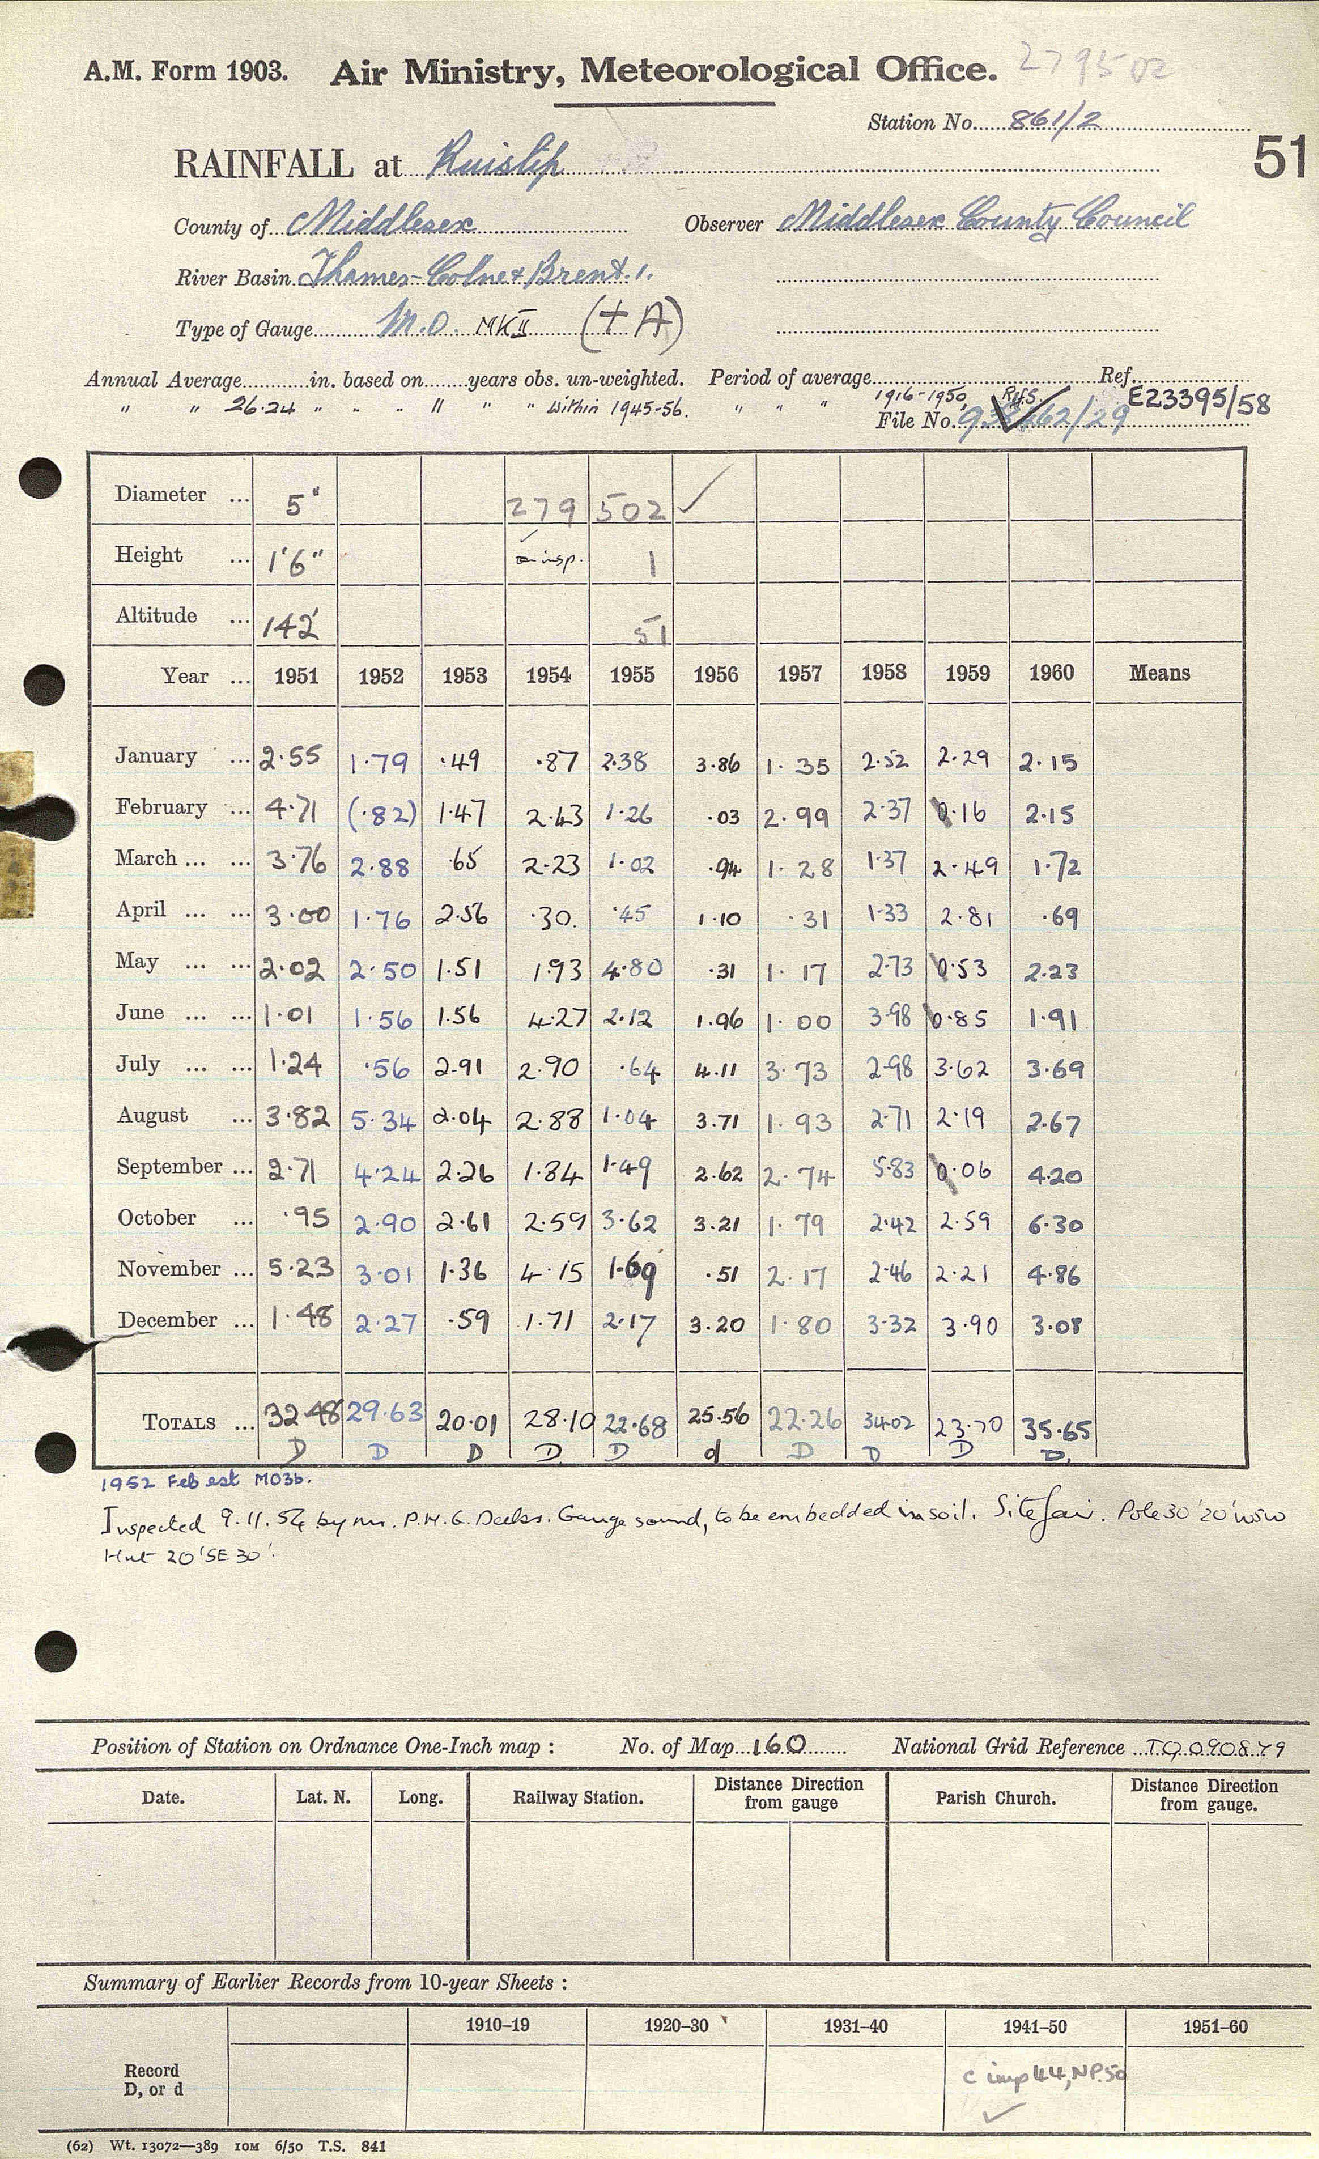 279502
A.M. Form 1903. Air Ministry, Meteorological Office.
Station No. 861/2
51
RAINFALL at Ruislip
County of Middlesex Observer Middlesex County Council
River Basin Thames-Colne & Brent.1.
Type of Gauge M.O. MK II (+A)
Annual Average in. based on years obs. un-weighted. Period of average Ref.
" " 26.24 " " " 11 " " Within 1945-56. " " " 1916-1950, E23395/58
File No.
Diameter ... 5" 279 502 ✓
Height ... 1'6" insp. 1
Altitude ... 142' 51
Year ... 1951 1952 1953 1954 1955 1956 1957 1958 1959 1960 Means
January ... 2.55 1.79 .49 .87 2.38 3.86 1.35 2.52 2.29 2.15
February ... 4.71 (.82) 1.47 2.43 1.26 .03 2.99 2.37 0.16 2.15
March ... ... 3.76 2.88 .65 2.23 1.02 .94 1.28 1.37 2.49 1.72
April ... ... 3.00 1.76 2.56 .30. .45 1.10 .31 1.33 2.81 .69
May ... ... 2.02 2.50 1.51 1.93 4.80 .31 1.17 2.73 0.53 2.23
June ... ... 1.01 1.56 1.56 4.27 2.12 1.96 1.00 3.98 0.85 1.91
July ... ... 1.24 .56 2.91 2.90 .64 4.11 3.73 2.98 3.62 3.69
August ... 3.82 5.34 2.04 2.88 1.04 3.71 1.93 2.71 2.19 2.67
September ... 2.71 4.24 2.26 1.84 1.49 2.62 2.74 5.83 0.06 4.20
October ... .95 2.90 2.61 2.59 3.62 3.21 1.79 2.42 2.59 6.30
November ... 5.23 3.01 1.36 4.15 1.69 .51 2.17 2.46 2.21 4.86
December ... 1.48 2.27 .59 1.71 2.17 3.20 1.80 3.32 3.90 3.08
TOTALS ... 32.48 29.63 20.01 28.10 22.68 25.56 22.26 34.02 23.70 35.65
D D D D D d D D D D.
1952 Feb est MO3b.
Inspected 9.11.54 by Mr. P.H.G. Gauge sound, to be embedded in soil. Site fair. Pole 30' 20' WSW
Hut 20' SE 30'.
Position of Station on Ordnance One-Inch map : No. of Map 160 National Grid Reference TQ 090879
Date. Lat. N. Long. Railway Station. Distance Direction from gauge Parish Church. Distance Direction from gauge.
Summary of Earlier Records from 10-year Sheets :
1910-19 1920-30 1931-40 1941-50 1951-60
Record D, or d c imp 44, NP.50
✓
(62) Wt. 13072—389 10M 6/50 T.S. 841